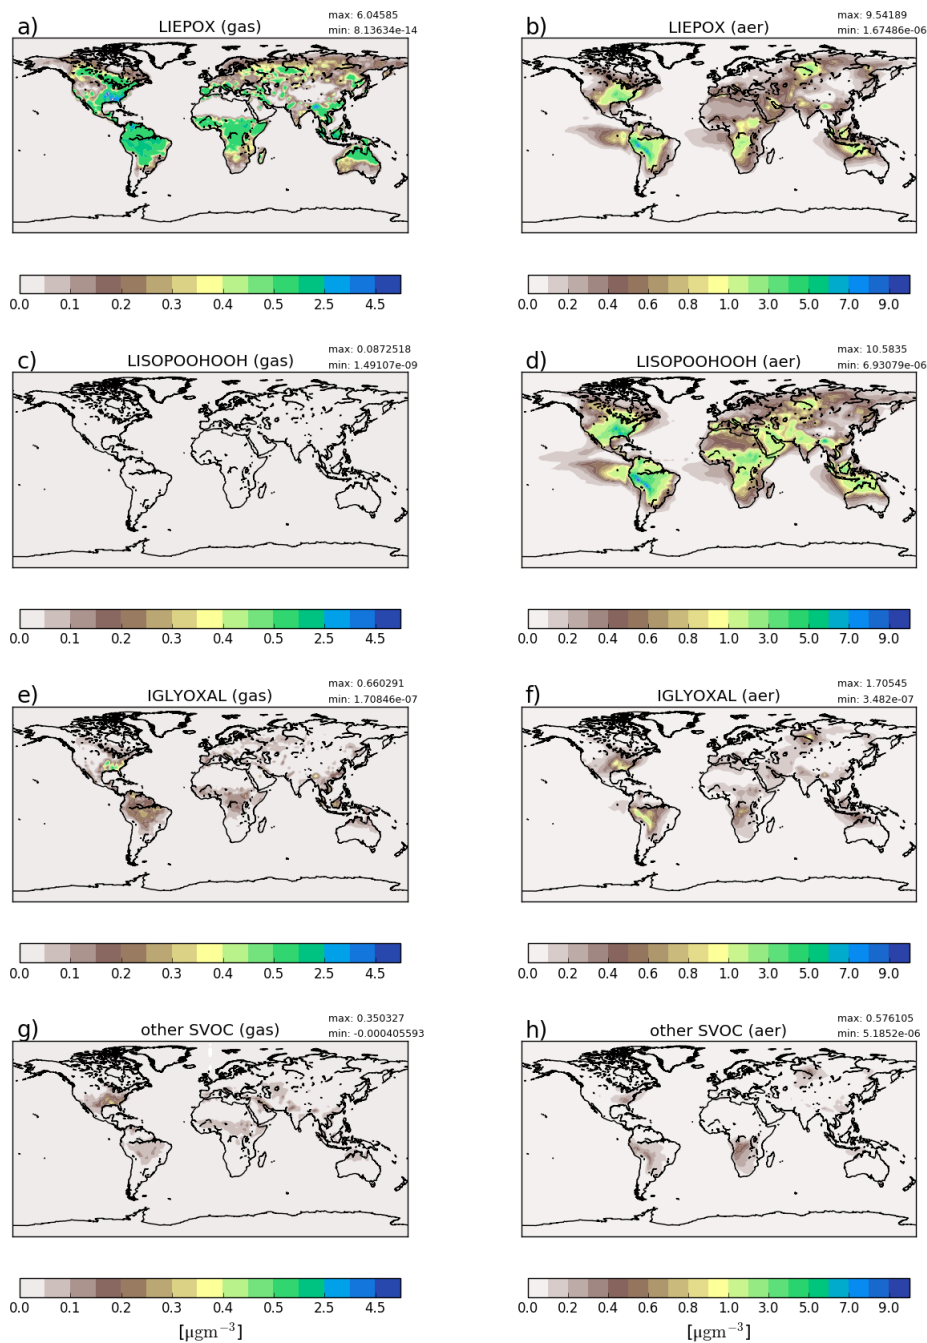 a)
LIEPOX (gas)
max: 6.04585
min: 8.13634e-14
b)
LIEPOX (aer)
max: 9.54189
min: 1.67486e-06
0.0 0.1 0.2 0.3 0.4 0.5 2.5 4.5
0.0 0.2 0.4 0.6 0.8 1.0 3.0 5.0 7.0 9.0
c)
LISOPOOHOOH (gas)
max: 0.0872518
min: 1.49107e-09
d)
LISOPOOHOOH (aer)
max: 10.5835
min: 6.93079e-06
0.0 0.1 0.2 0.3 0.4 0.5 2.5 4.5
0.0 0.2 0.4 0.6 0.8 1.0 3.0 5.0 7.0 9.0
e)
IGLYOXAL (gas)
max: 0.660291
min: 1.70846e-07
f)
IGLYOXAL (aer)
max: 1.70545
min: 3.482e-07
0.0 0.1 0.2 0.3 0.4 0.5 2.5 4.5
0.0 0.2 0.4 0.6 0.8 1.0 3.0 5.0 7.0 9.0
g)
other SVOC (gas)
max: 0.350327
min: -0.000405593
h)
other SVOC (aer)
max: 0.576105
min: 5.1852e-06
0.0 0.1 0.2 0.3 0.4 0.5 2.5 4.5
[μgm⁻³]
0.0 0.2 0.4 0.6 0.8 1.0 3.0 5.0 7.0 9.0
[μgm⁻³]